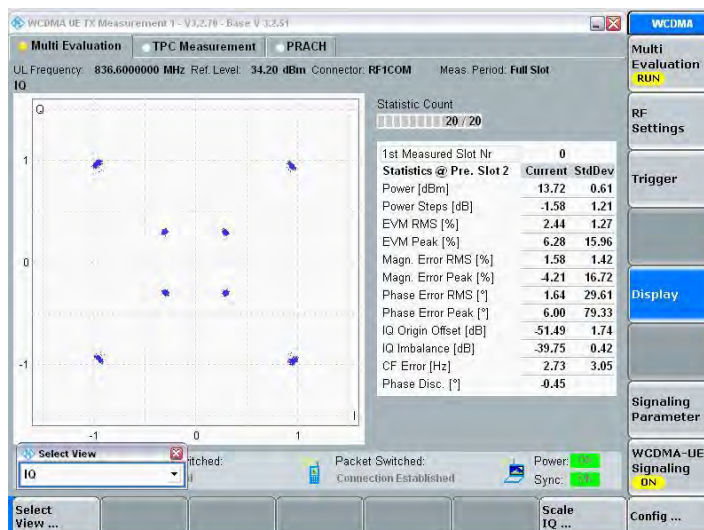 WCDMA UE TX Measurement 1 - V3.2.70 - Base V 3.2.51
WCDMA
Multi Evaluation
TPC Measurement
PRACH
UL Frequency: 836.6000000 MHz Ref. Level: 34.20 dBm Connector: RF1COM Meas. Period: Full Slot
IQ
Q
1
0
-1
-1 0 1
I
Statistic Count
20 / 20
1st Measured Slot Nr 0
Statistics @ Pre. Slot 2 Current StdDev
Power [dBm] 13.72 0.61
Power Steps [dB] -1.58 1.21
EVM RMS [%] 2.44 1.27
EVM Peak [%] 6.28 15.96
Magn. Error RMS [%] 1.58 1.42
Magn. Error Peak [%] -4.21 16.72
Phase Error RMS [°] 1.64 29.61
Phase Error Peak [°] 6.00 79.33
IQ Origin Offset [dB] -51.49 1.74
IQ Imbalance [dB] -39.75 0.42
CF Error [Hz] 2.73 3.05
Phase Disc. [°] -0.45
Multi Evaluation
RUN
RF Settings
Trigger
Display
Signaling Parameter
WCDMA-UE Signaling
ON
Config ...
Select View
IQ
itched:
Packet Switched:
Connection Established
Power:
Sync:
Select View ...
Scale IQ ...